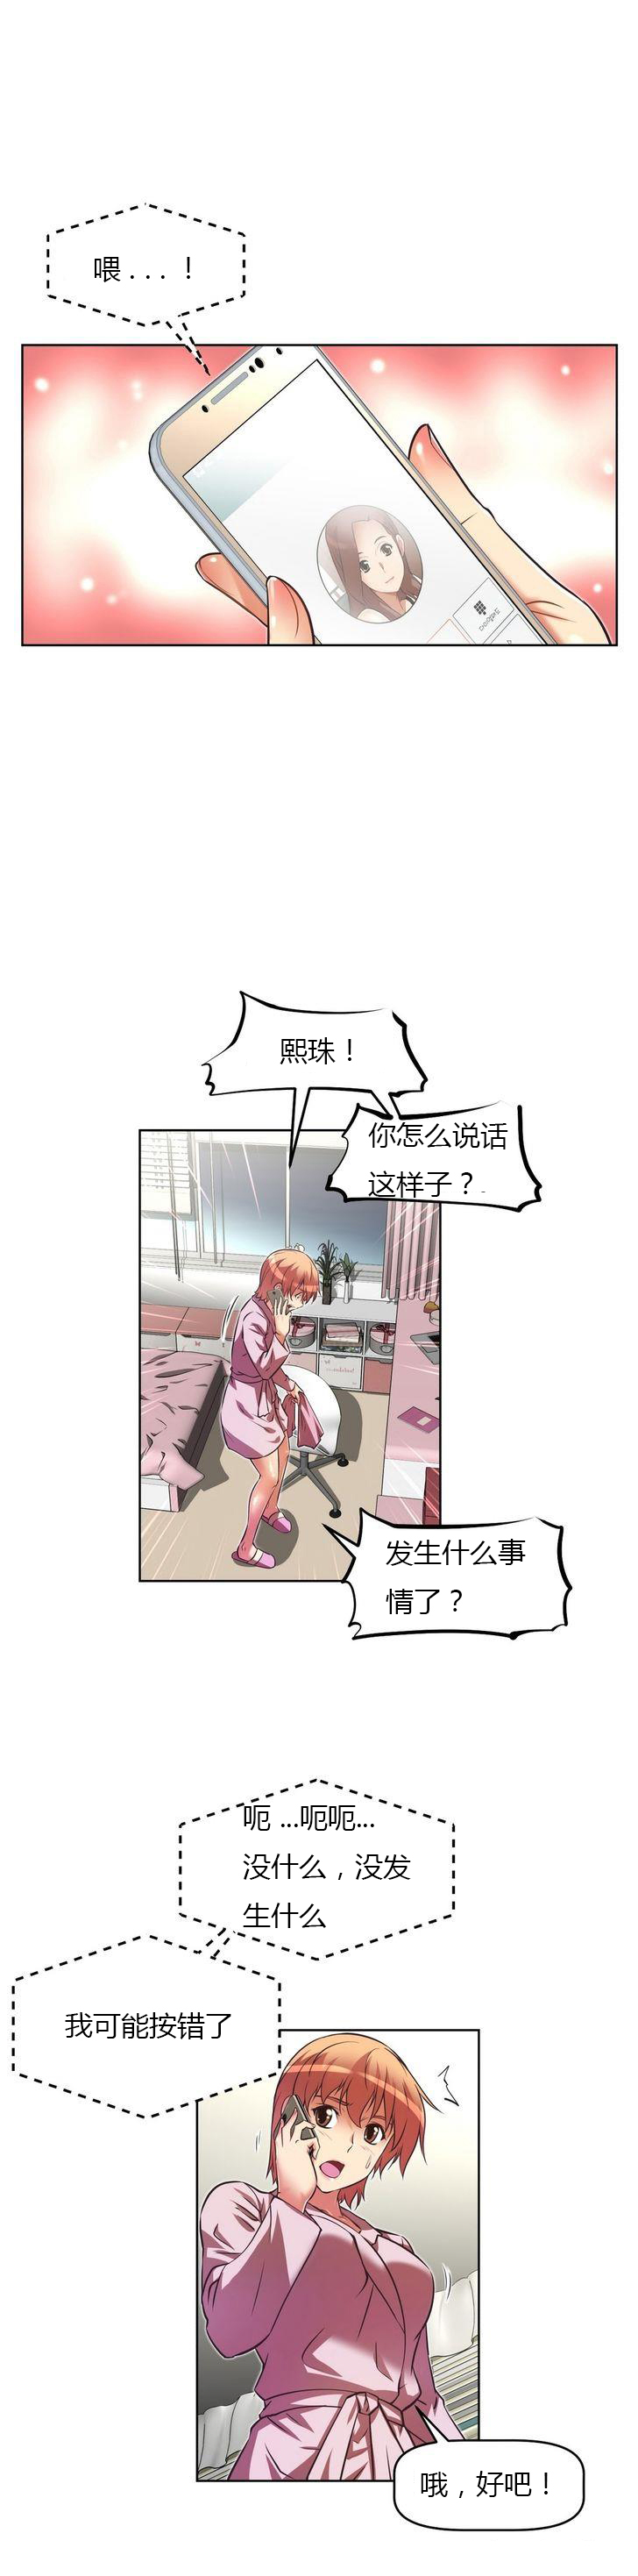 喂...！
DOOPLE
熙珠！
你怎么说话
这样子？
发生什么事
情了？
呃...呃呃...
没什么，没发
生什么
我可能按错了
哦，好吧！